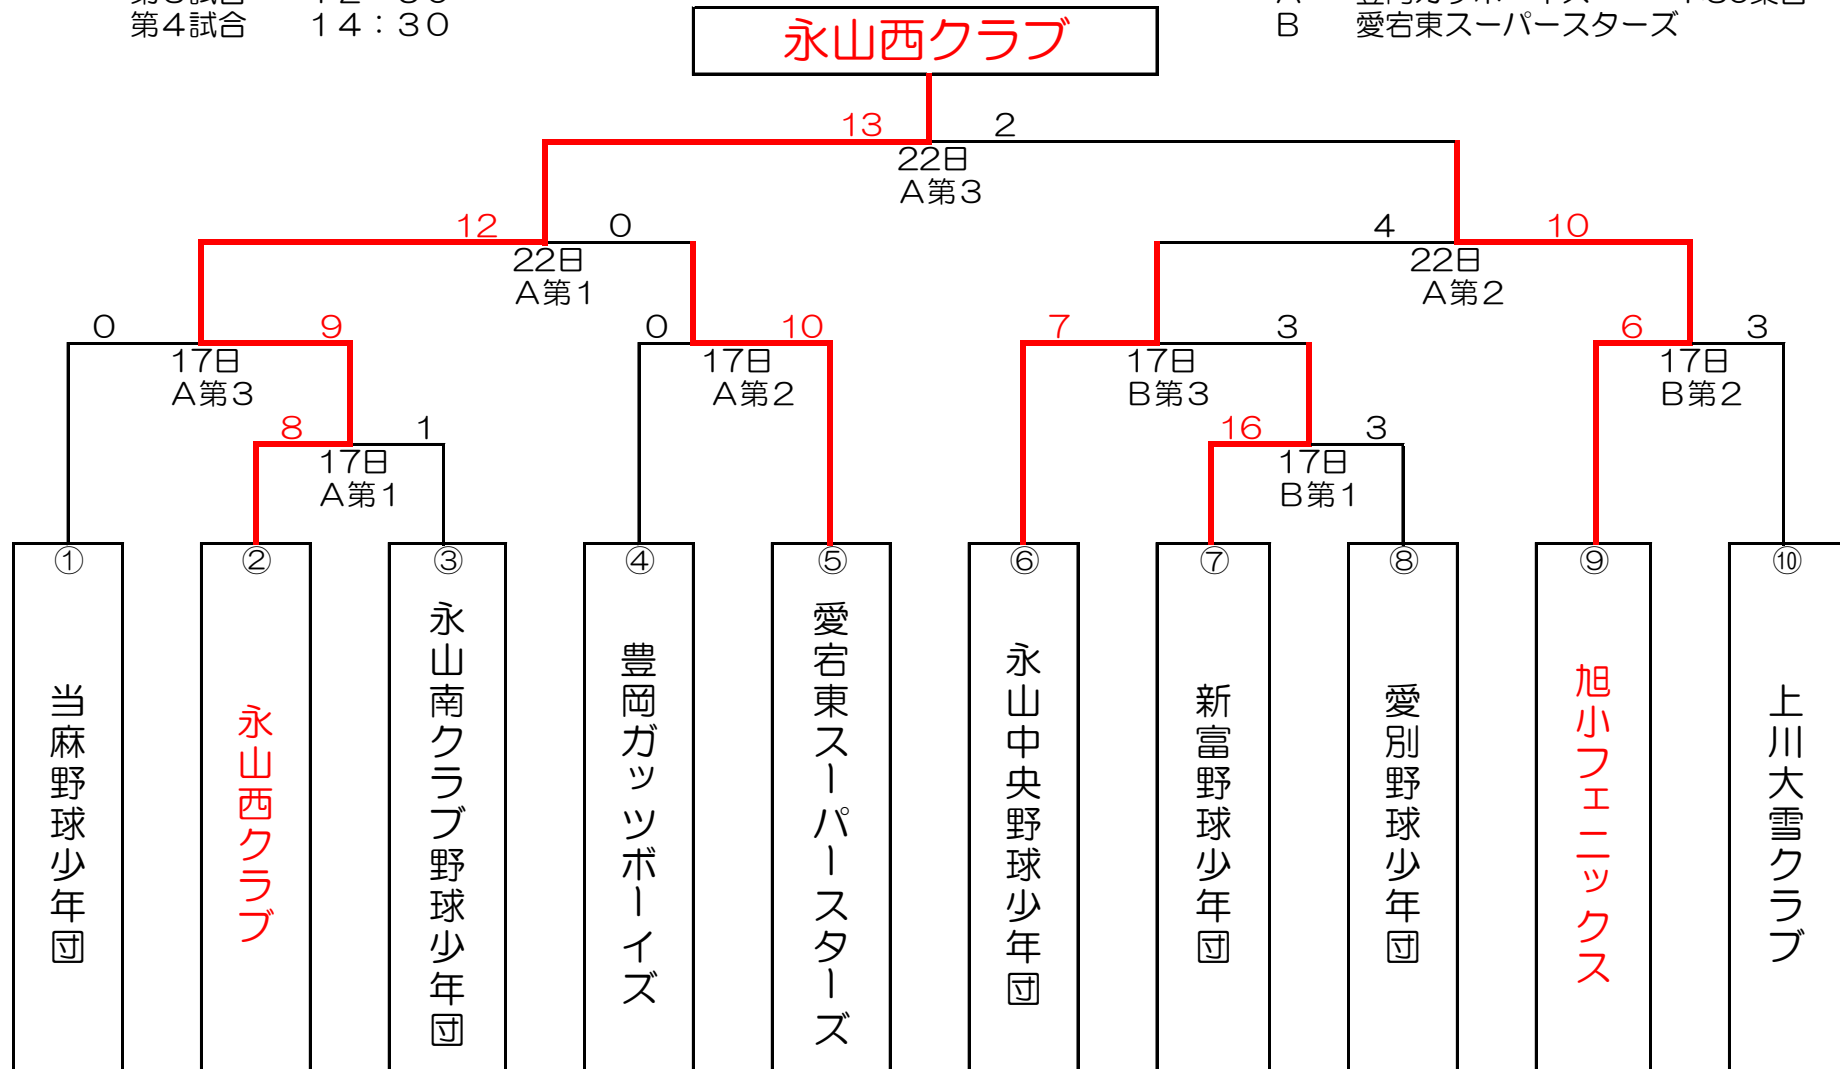 第4試合 14:30
B 愛宕東スーパースターズ
永山西クラブ
13 2
22日
A第3
12 0 4 10
22日 22日
A第1 A第2
0 9 0 10 7 3 6 3
17日 17日 17日 17日
A第3 A第2 B第3 B第2
8 1 16 3
17日 17日
A第1 B第1
① ② ③ ④ ⑤ ⑥ ⑦ ⑧ ⑨ ⑩
当麻野球少年団
永山西クラブ
永山南クラブ野球少年団
豊岡ガッツボーイズ
愛宕東スーパースターズ
永山中央野球少年団
新富野球少年団
愛別野球少年団
旭小フェニックス
上川大雪クラブ